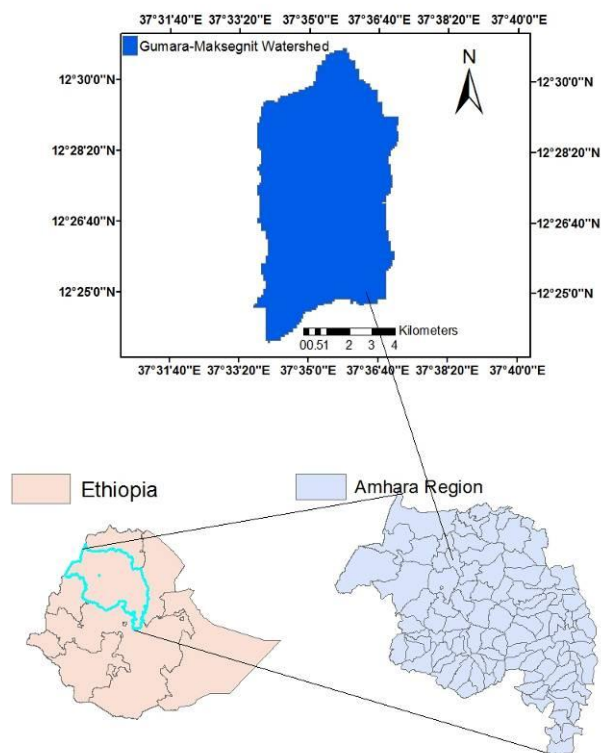 37°31'40"E 37°33'20"E 37°35'0"E 37°36'40"E 37°38'20"E 37°40'0"E
Gumara-Maksegnit Watershed
N
12°30'0"N 12°30'0"N
12°28'20"N 12°28'20"N
12°26'40"N 12°26'40"N
12°25'0"N 12°25'0"N
Kilometers
00.51 2 3 4
37°31'40"E 37°33'20"E 37°35'0"E 37°36'40"E 37°38'20"E 37°40'0"E
Ethiopia Amhara Region